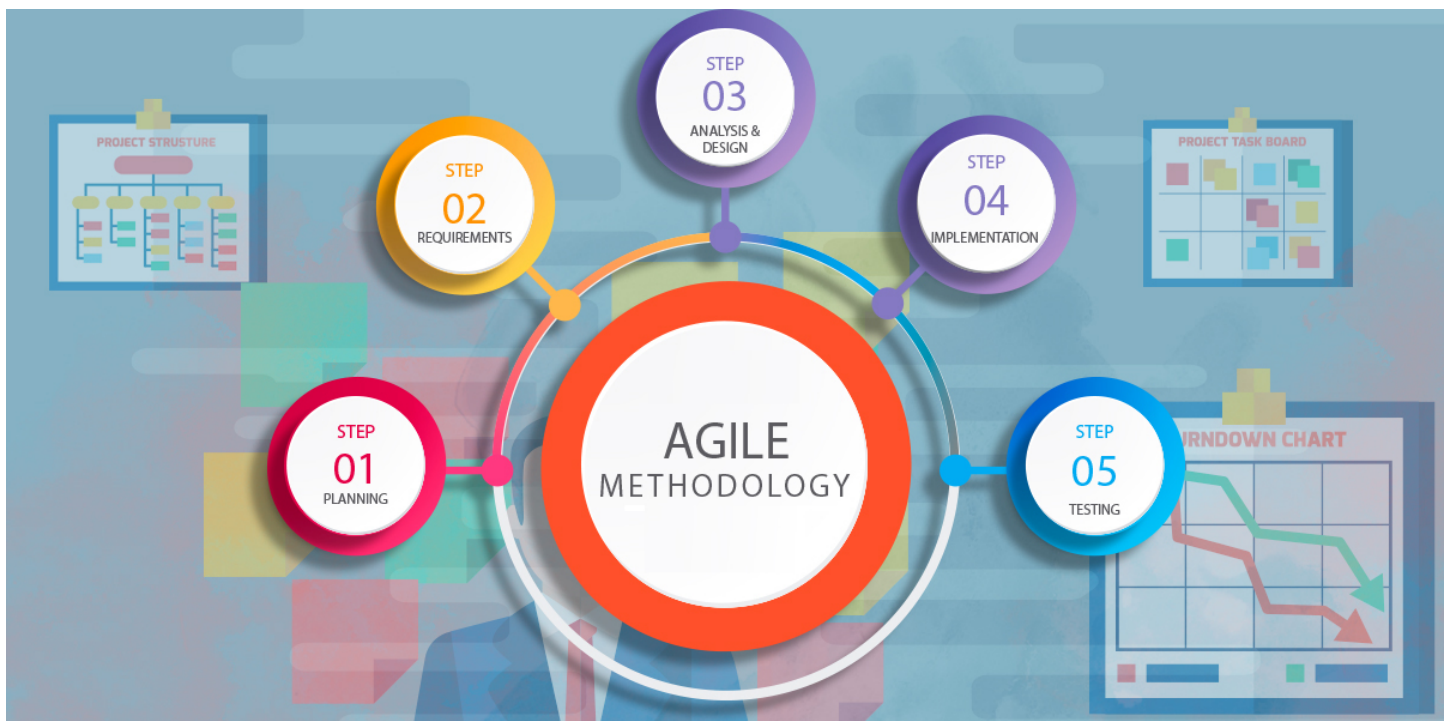 STEP
03
ANALYSIS &
DESIGN
PROJECT STRUSTURE
PROJECT TASK BOARD
STEP
02
REQUIREMENTS
STEP
04
IMPLEMENTATION
STEP
01
PLANNING
AGILE
METHODOLOGY
STEP
05
TESTING
URNDOWN CHART